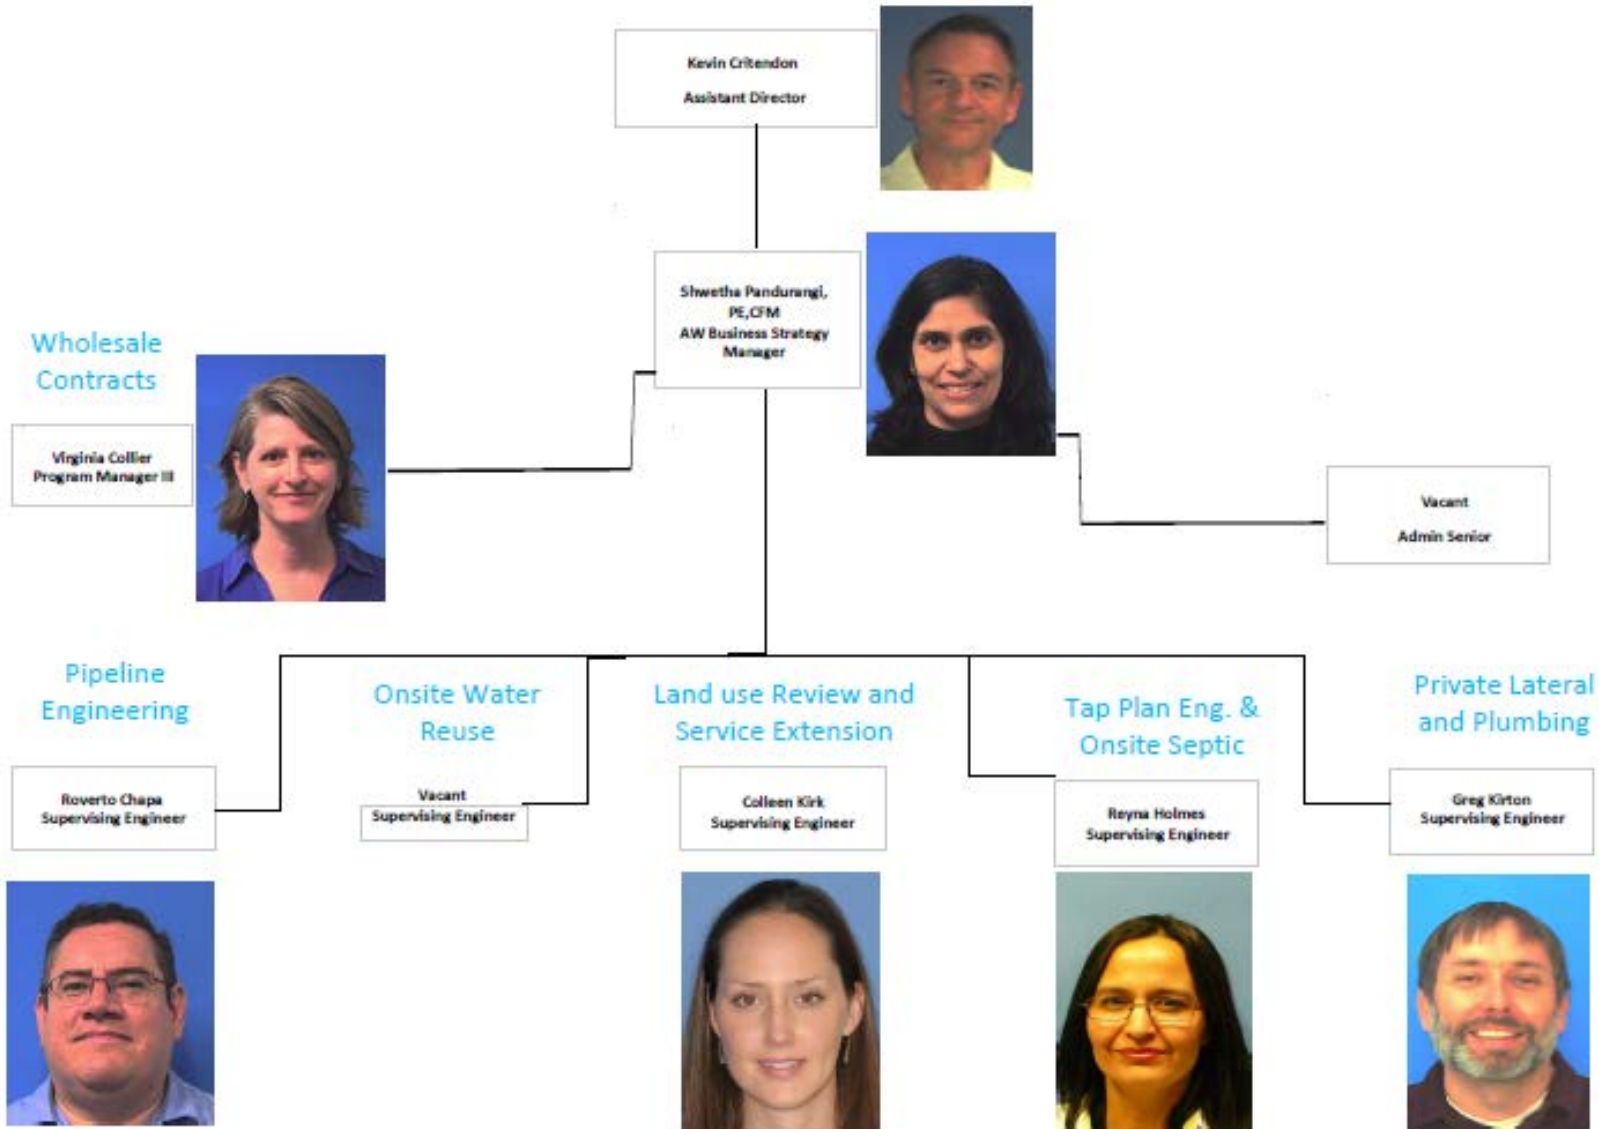 Kevin Critendon
Assistant Director
Shwetha Pandurangi,
PE,CFM
AW Business Strategy
Manager
Wholesale
Contracts
Virginia Collier
Program Manager III
Vacant
Admin Senior
Pipeline
Engineering
Roverto Chapa
Supervising Engineer
Onsite Water
Reuse
Vacant
Supervising Engineer
Land use Review and
Service Extension
Colleen Kirk
Supervising Engineer
Tap Plan Eng. &
Onsite Septic
Reyna Holmes
Supervising Engineer
Private Lateral
and Plumbing
Greg Kirton
Supervising Engineer